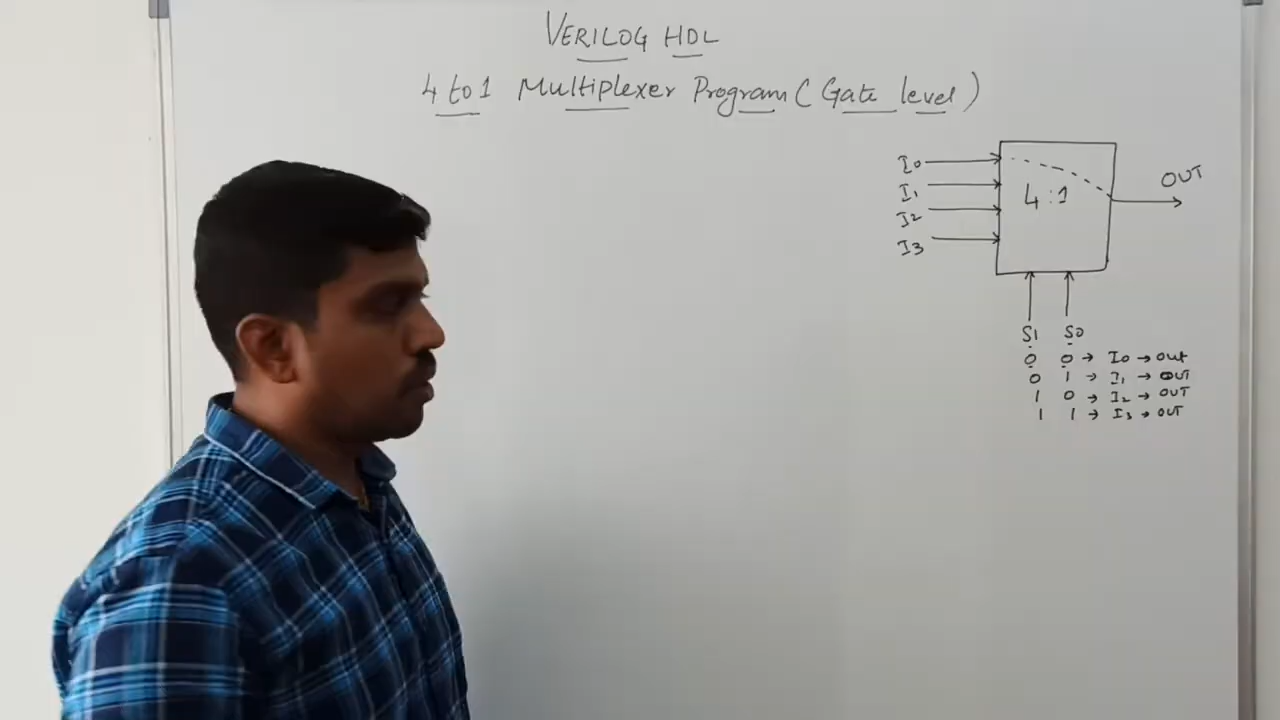 VERILOG HDL
4 to 1 Multiplexer Program (Gate level)
I0
I1
I2
I3
4:1
OUT
S1 S0
0 0 → I0 → out
0 1 → I1 → OUT
1 0 → I2 → OUT
1 1 → I3 → OUT